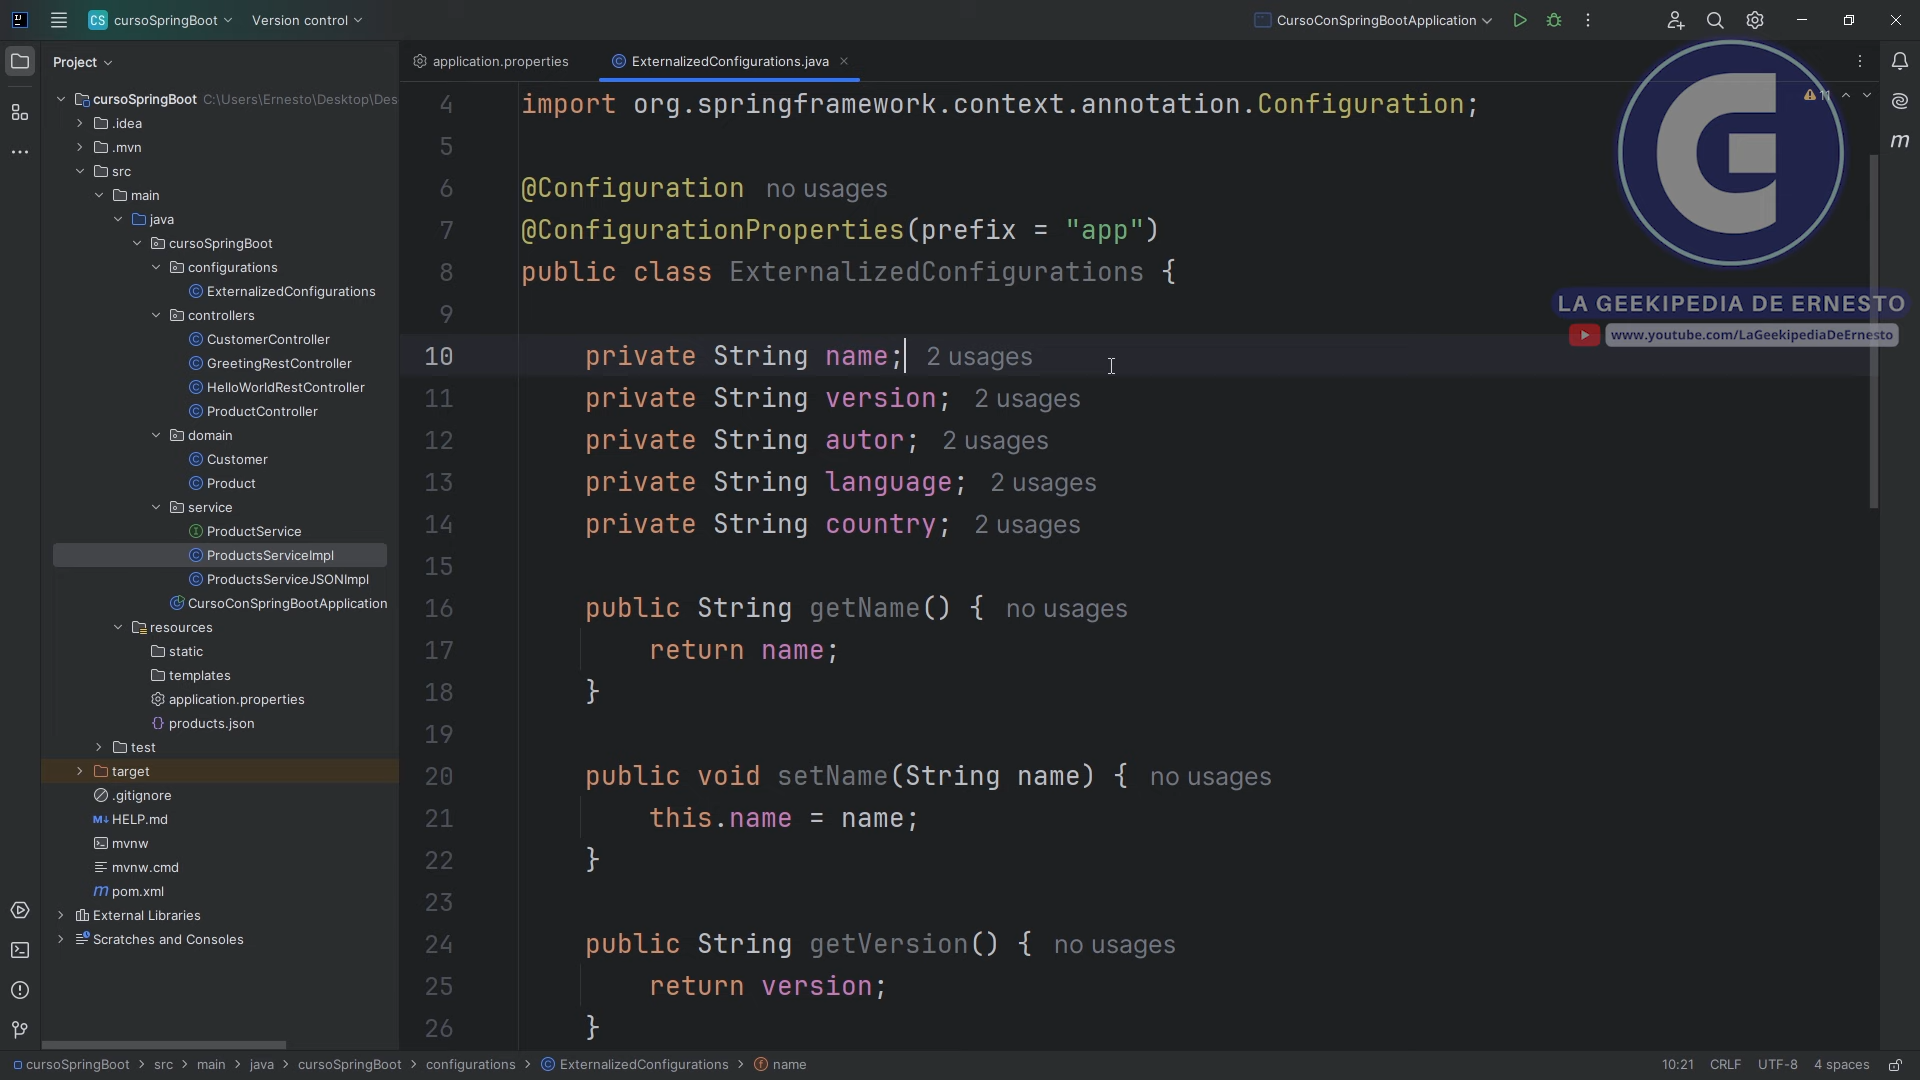 CS cursoSpringBoot Version control CursoConSpringBootApplication
Project
application.properties
ExternalizedConfigurations.java
cursoSpringBoot C:\Users\Ernesto\Desktop\Des
.idea
.mvn
src
main
java
cursoSpringBoot
configurations
ExternalizedConfigurations
controllers
CustomerController
GreetingRestController
HelloWorldRestController
ProductController
domain
Customer
Product
service
ProductService
ProductsServiceImpl
ProductsServiceJSONImpl
CursoConSpringBootApplication
resources
static
templates
application.properties
products.json
test
target
.gitignore
HELP.md
mvnw
mvnw.cmd
pom.xml
External Libraries
Scratches and Consoles
4 import org.springframework.context.annotation.Configuration;
5
6 @Configuration no usages
7 @ConfigurationProperties(prefix = "app")
8 public class ExternalizedConfigurations {
9
10 private String name; 2 usages
11 private String version; 2 usages
12 private String autor; 2 usages
13 private String language; 2 usages
14 private String country; 2 usages
15
16 public String getName() { no usages
17 return name;
18 }
19
20 public void setName(String name) { no usages
21 this.name = name;
22 }
23
24 public String getVersion() { no usages
25 return version;
26 }
11
G
LA GEEKIPEDIA DE ERNESTO
www.youtube.com/LaGeekipediaDeErnesto
m
cursoSpringBoot > src > main > java > cursoSpringBoot > configurations > ExternalizedConfigurations > name
10:21 CRLF UTF-8 4 spaces